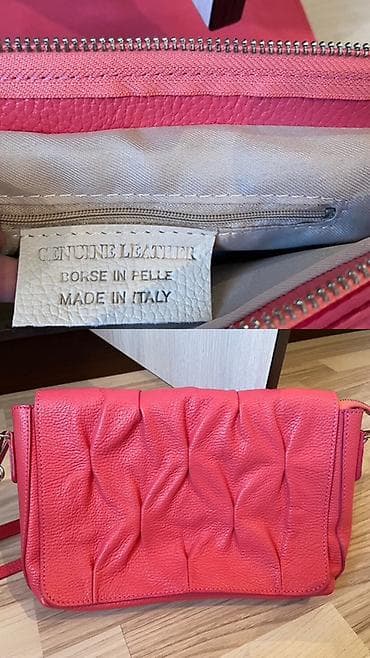 GENUINE LEATHER
BORSE IN PELLE
MADE IN ITALY